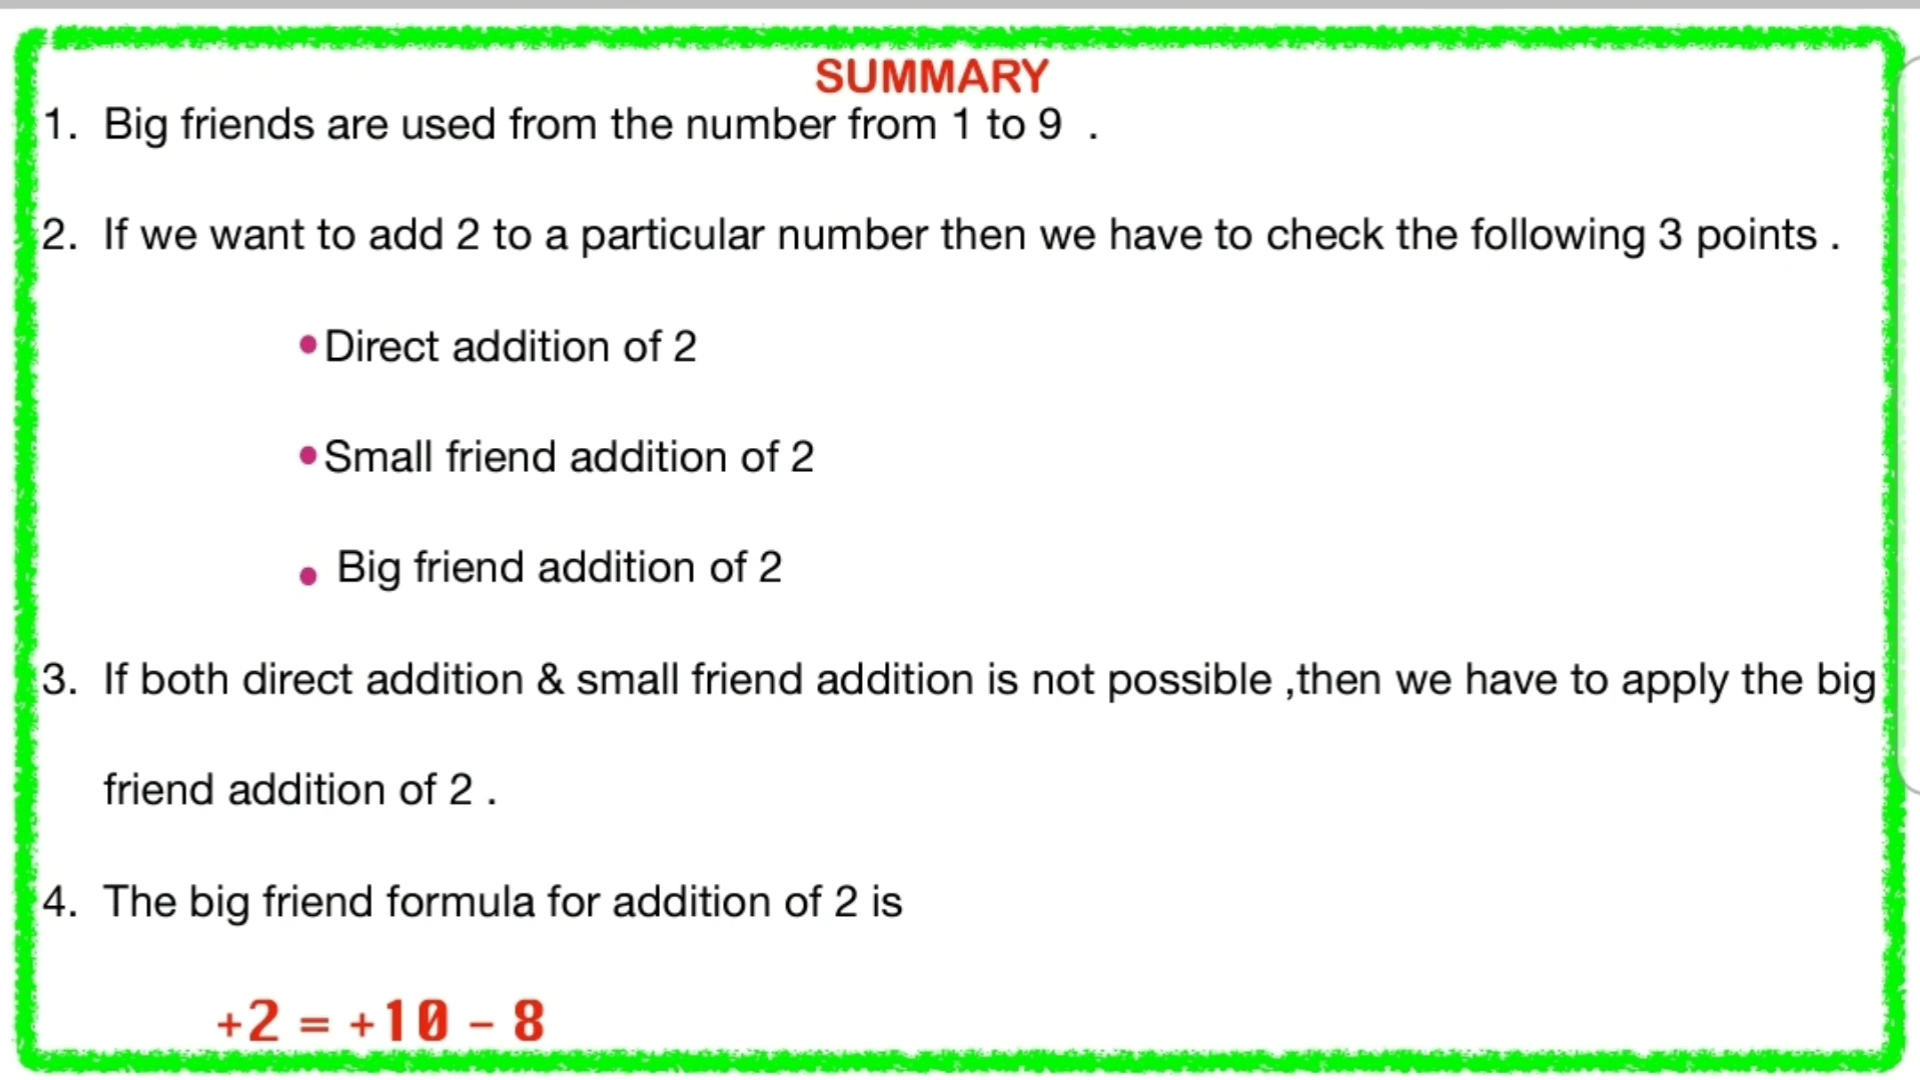 SUMMARY
1. Big friends are used from the number from 1 to 9 .
2. If we want to add 2 to a particular number then we have to check the following 3 points .
• Direct addition of 2
• Small friend addition of 2
• Big friend addition of 2
3. If both direct addition & small friend addition is not possible ,then we have to apply the big
friend addition of 2 .
4. The big friend formula for addition of 2 is
+2 = +10 - 8